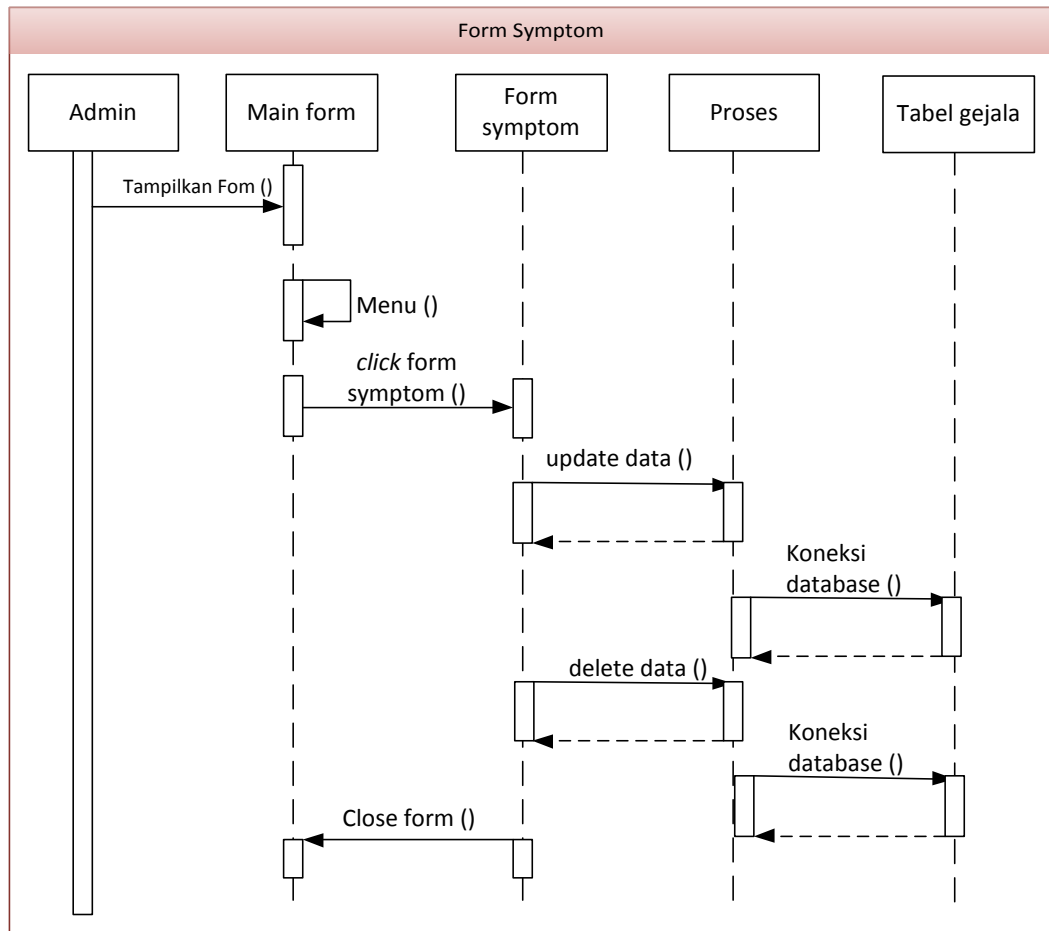 Form Symptom
Admin
Main form
Form
symptom
Proses
Tabel gejala
Tampilkan Fom ()
Menu ()
click form
symptom ()
update data ()
Koneksi
database ()
delete data ()
Koneksi
database ()
Close form ()